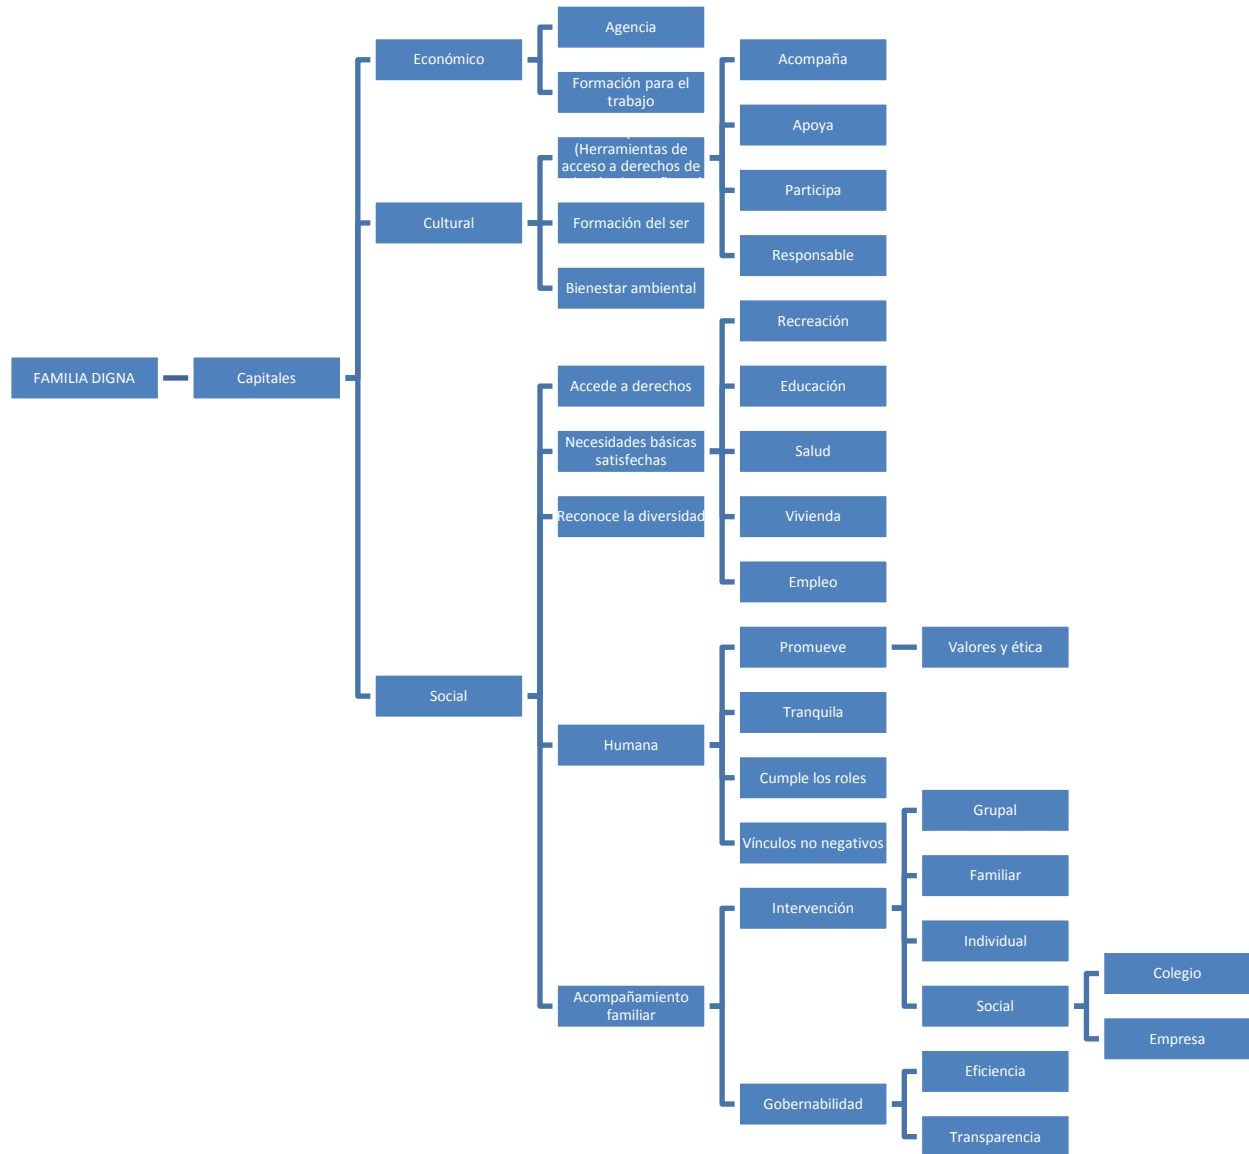 FAMILIA DIGNA
Capitales
Económico
Agencia
Formación para el
trabajo
Cultural
(Herramientas de
acceso a derechos de
Acompaña
Apoya
Participa
Responsable
Formación del ser
Bienestar ambiental
Social
Accede a derechos
Necesidades básicas
satisfechas
Recreación
Educación
Salud
Vivienda
Empleo
Reconoce la diversidad
Humana
Promueve
Valores y ética
Tranquila
Cumple los roles
Vínculos no negativos
Acompañamiento
familiar
Intervención
Grupal
Familiar
Individual
Social
Colegio
Empresa
Gobernabilidad
Eficiencia
Transparencia